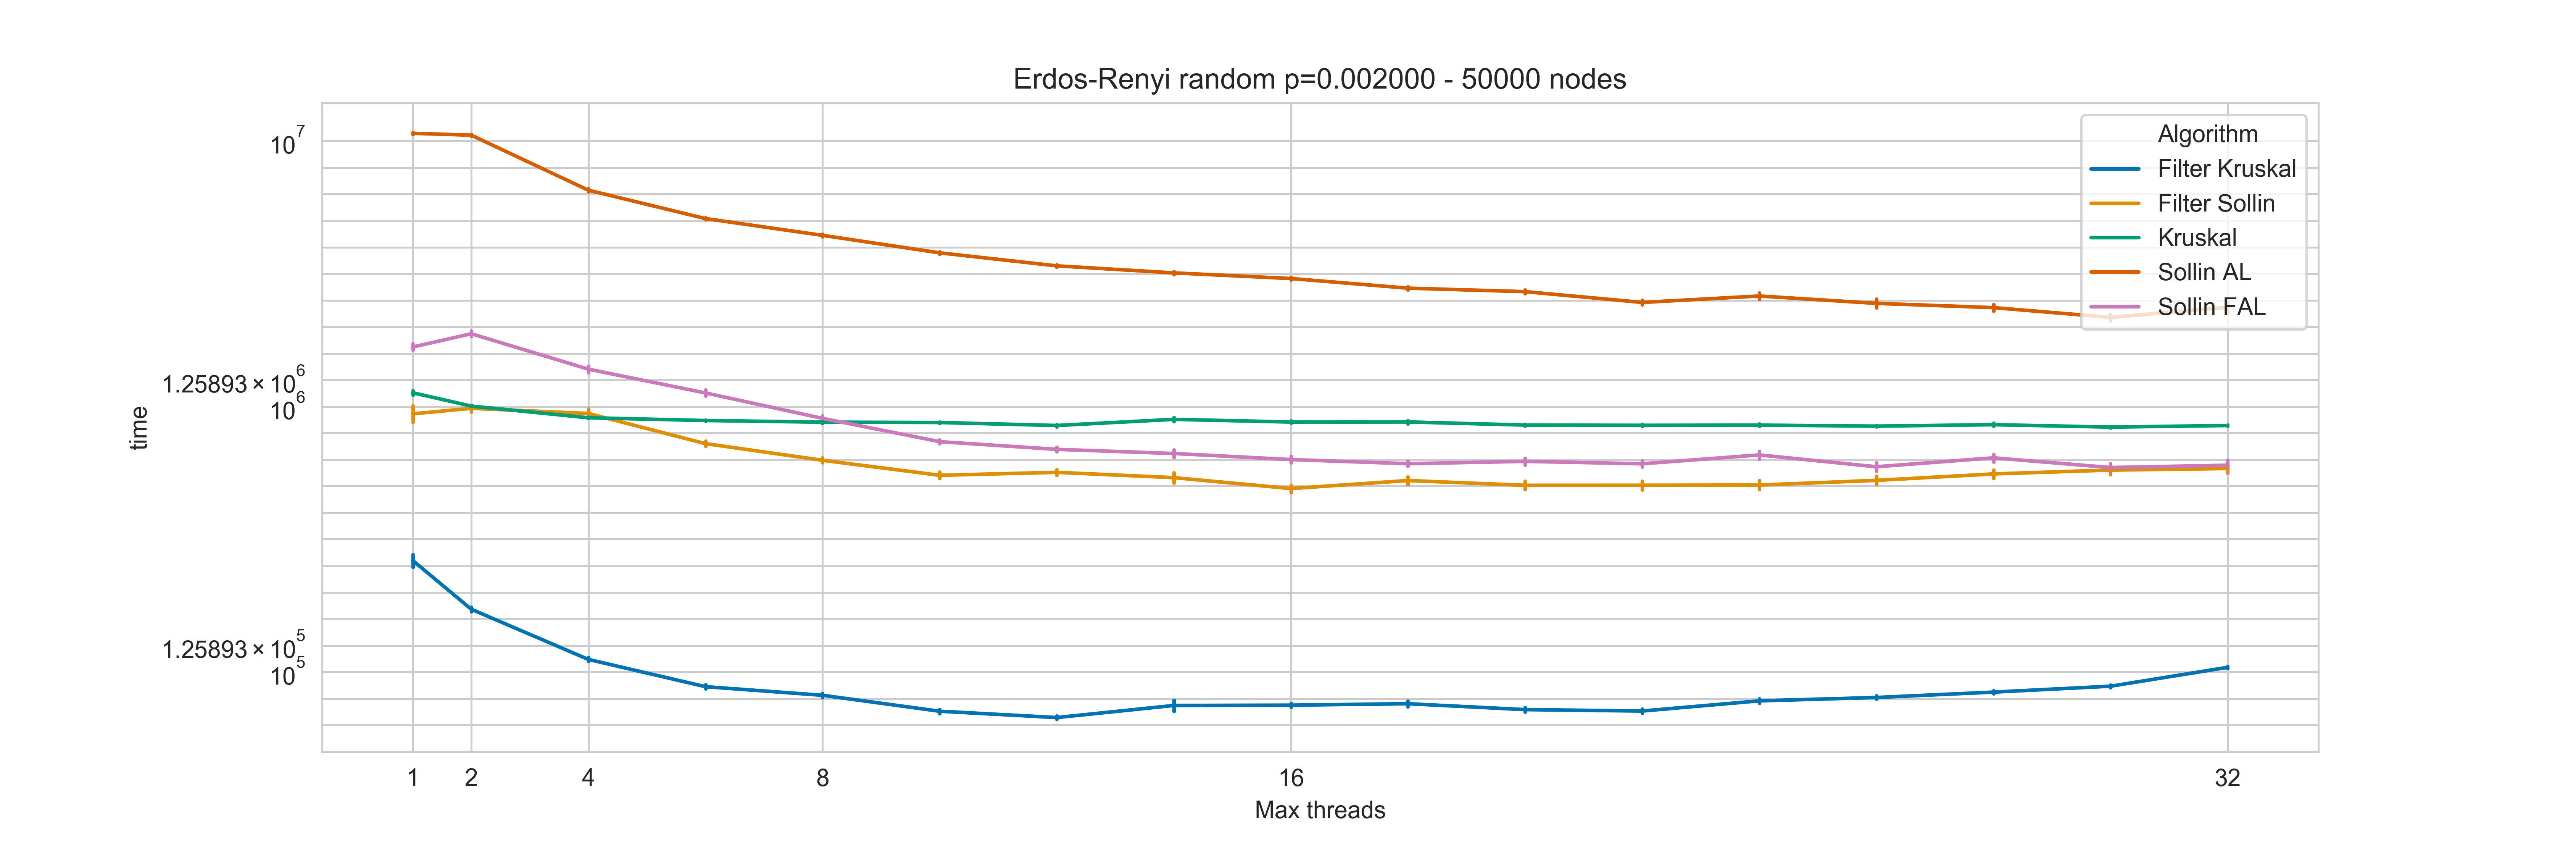 Erdos-Renyi random p=0.002000 - 50000 nodes
10^7
1.25893 × 10^6
10^6
1.25893 × 10^5
10^5
time
Algorithm
Filter Kruskal
Filter Sollin
Kruskal
Sollin AL
Sollin FAL
1 2 4 8 16 32
Max threads